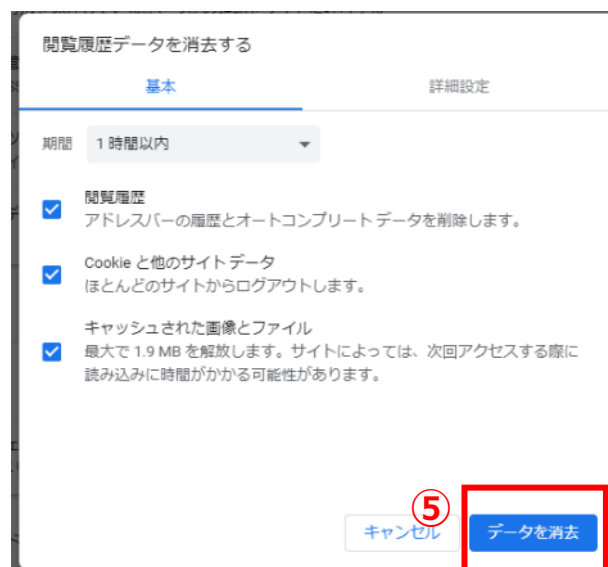 閲覧履歴データを消去する
基本 詳細設定
期間 1 時間以内
閲覧履歴
アドレスバーの履歴とオートコンプリート データを削除します。
Cookie と他のサイトデータ
ほとんどのサイトからログアウトします。
キャッシュされた画像とファイル
最大で 1.9 MB を解放します。サイトによっては、次回アクセスする際に
読み込みに時間がかかる可能性があります。
⑤
キャンセル データを消去